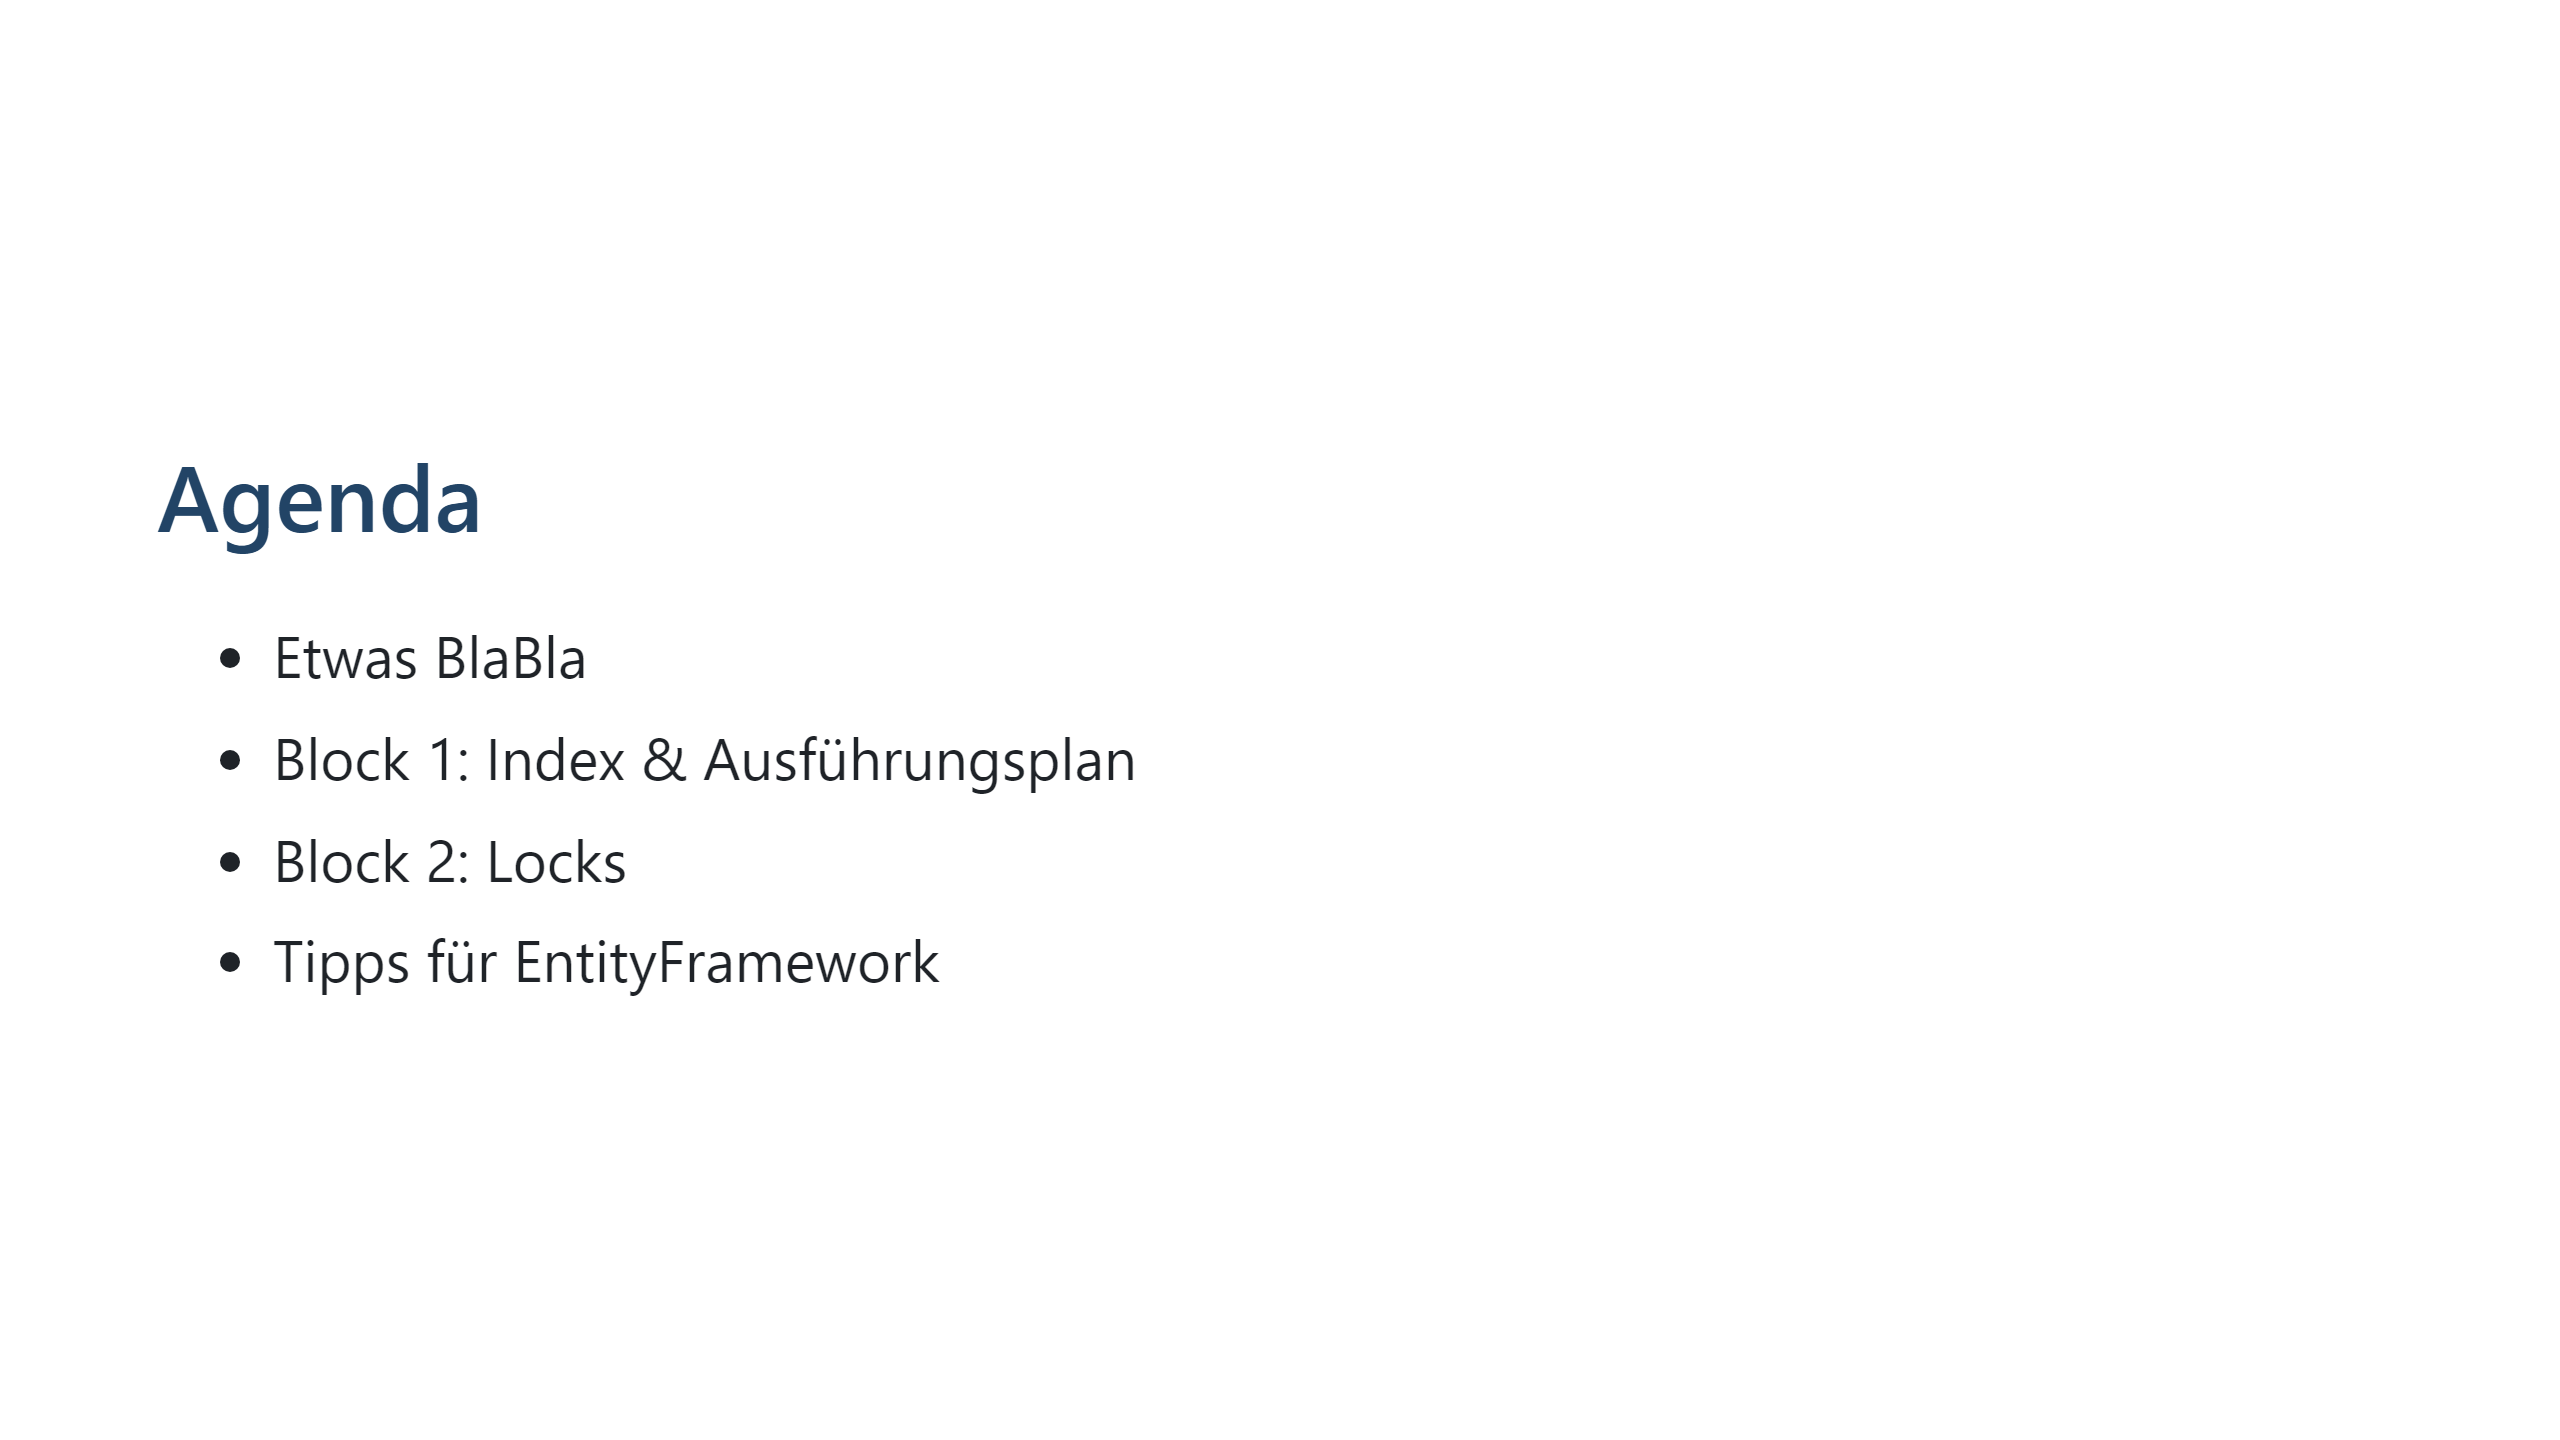 Agenda
Etwas BlaBla
Block 1: Index & Ausführungsplan
Block 2: Locks
Tipps für EntityFramework